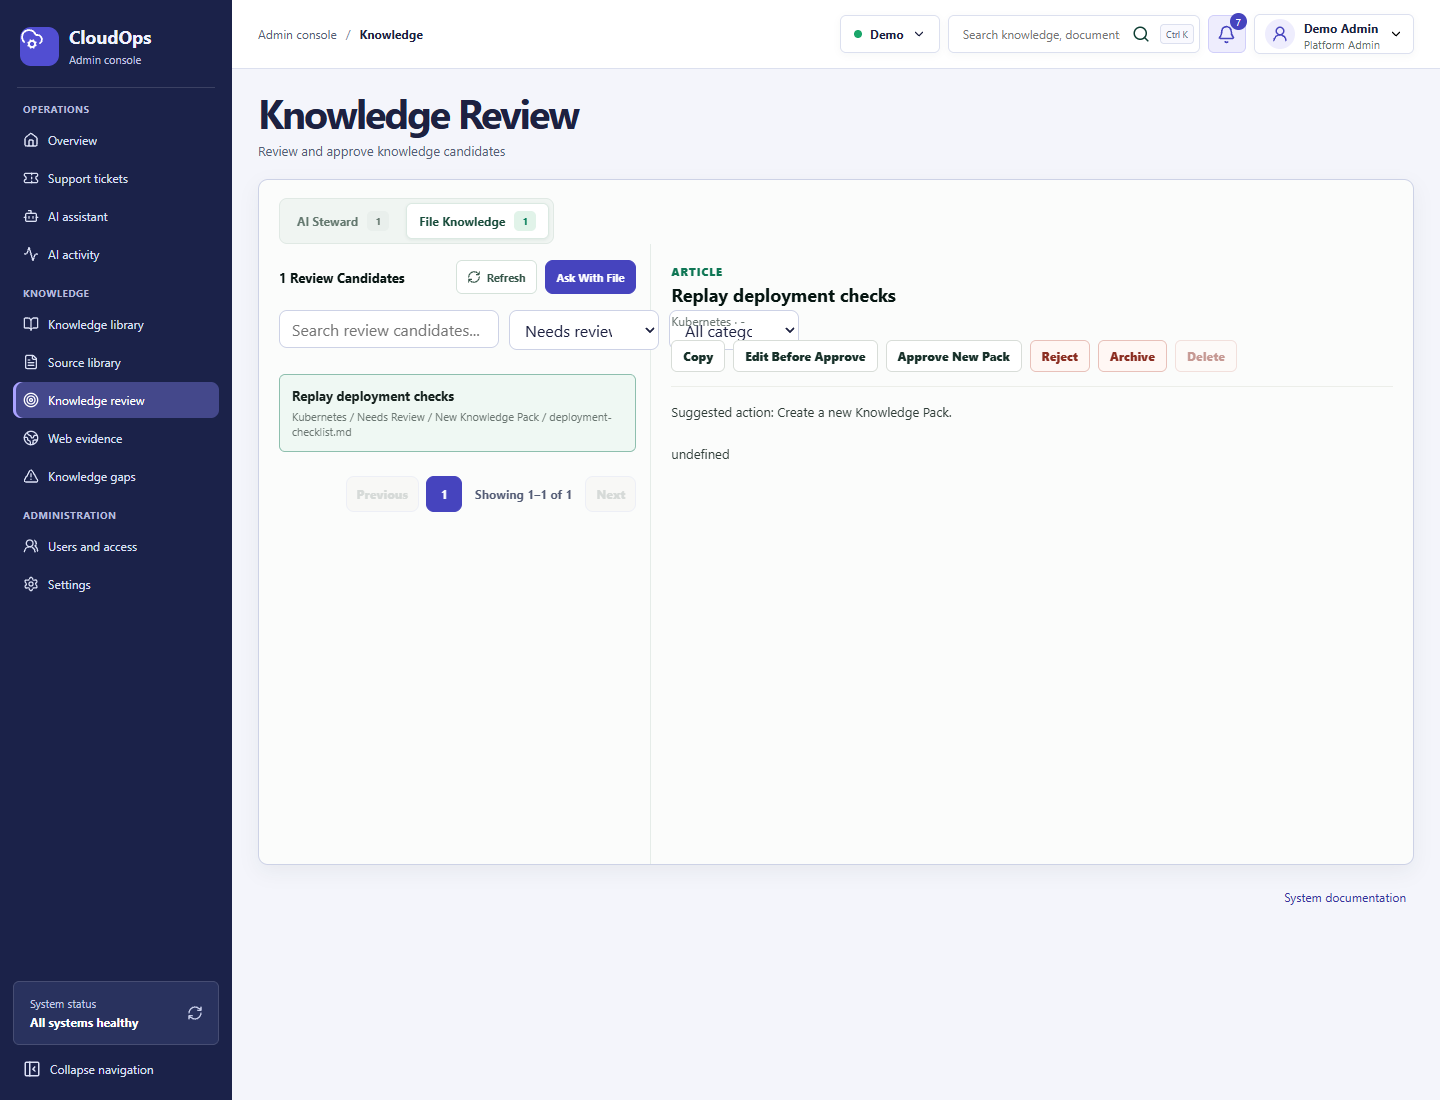 CloudOps
Admin console
OPERATIONS
Overview
Support tickets
AI assistant
AI activity
KNOWLEDGE
Knowledge library
Source library
Knowledge review
Web evidence
Knowledge gaps
ADMINISTRATION
Users and access
Settings
System status
All systems healthy
Collapse navigation
Admin console / Knowledge
Demo
Search knowledge, document
Ctrl K
7
Demo Admin
Platform Admin
Knowledge Review
Review and approve knowledge candidates
AI Steward 1
File Knowledge 1
1 Review Candidates
Refresh
Ask With File
Search review candidates...
Needs review
All catego
Replay deployment checks
Kubernetes / Needs Review / New Knowledge Pack / deployment-
checklist.md
Previous
1
Showing 1–1 of 1
Next
ARTICLE
Replay deployment checks
Kubernetes · -
Copy
Edit Before Approve
Approve New Pack
Reject
Archive
Delete
Suggested action: Create a new Knowledge Pack.
undefined
System documentation